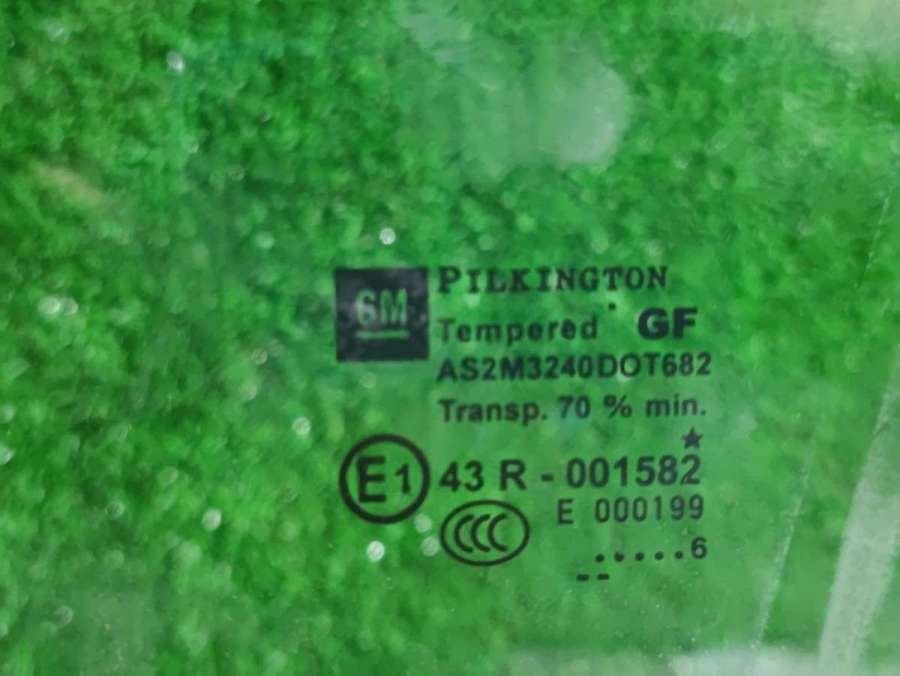 GM
PILKINGTON
Tempered GF
AS2M3240DOT682
Transp. 70 % min.
E1 43 R - 001582
CCC E 000199
.....6
--